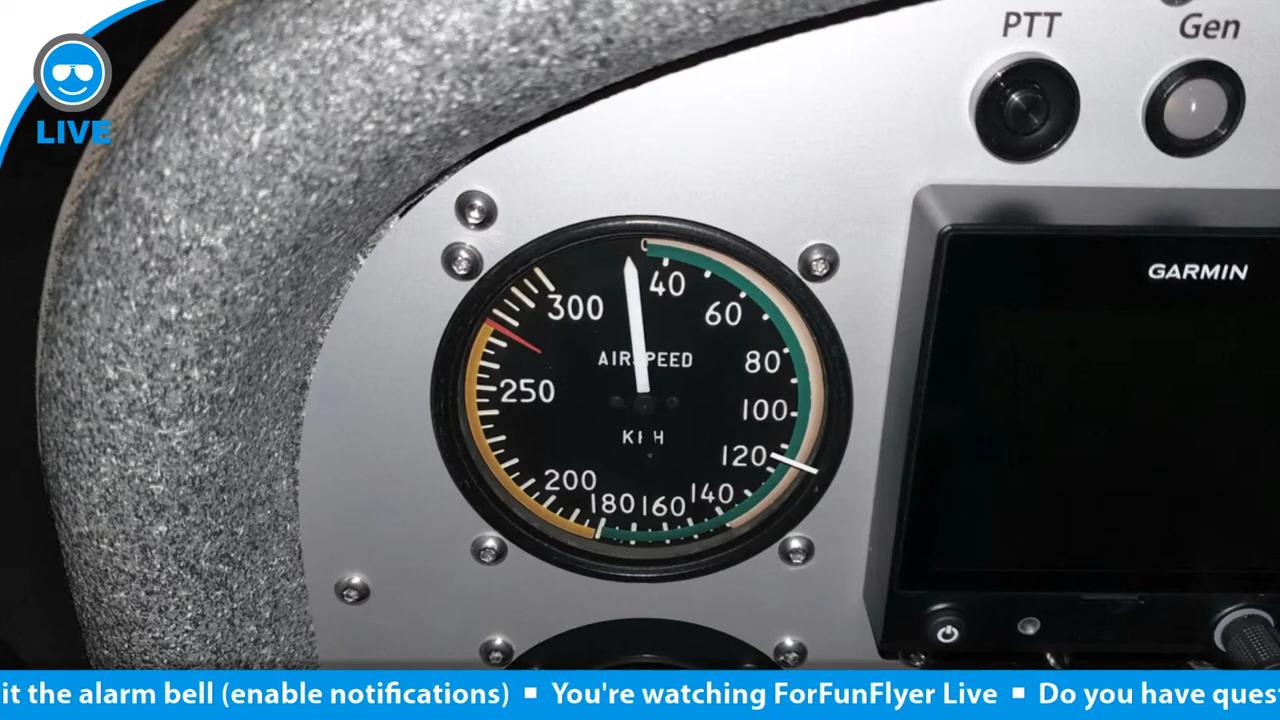 LIVE
PTT
Gen
GARMIN
0
40
60
80
100
120
140
160
180
200
250
300
AIRSPEED
it the alarm bell (enable notifications) ■ You're watching ForFunFlyer Live ■ Do you have ques